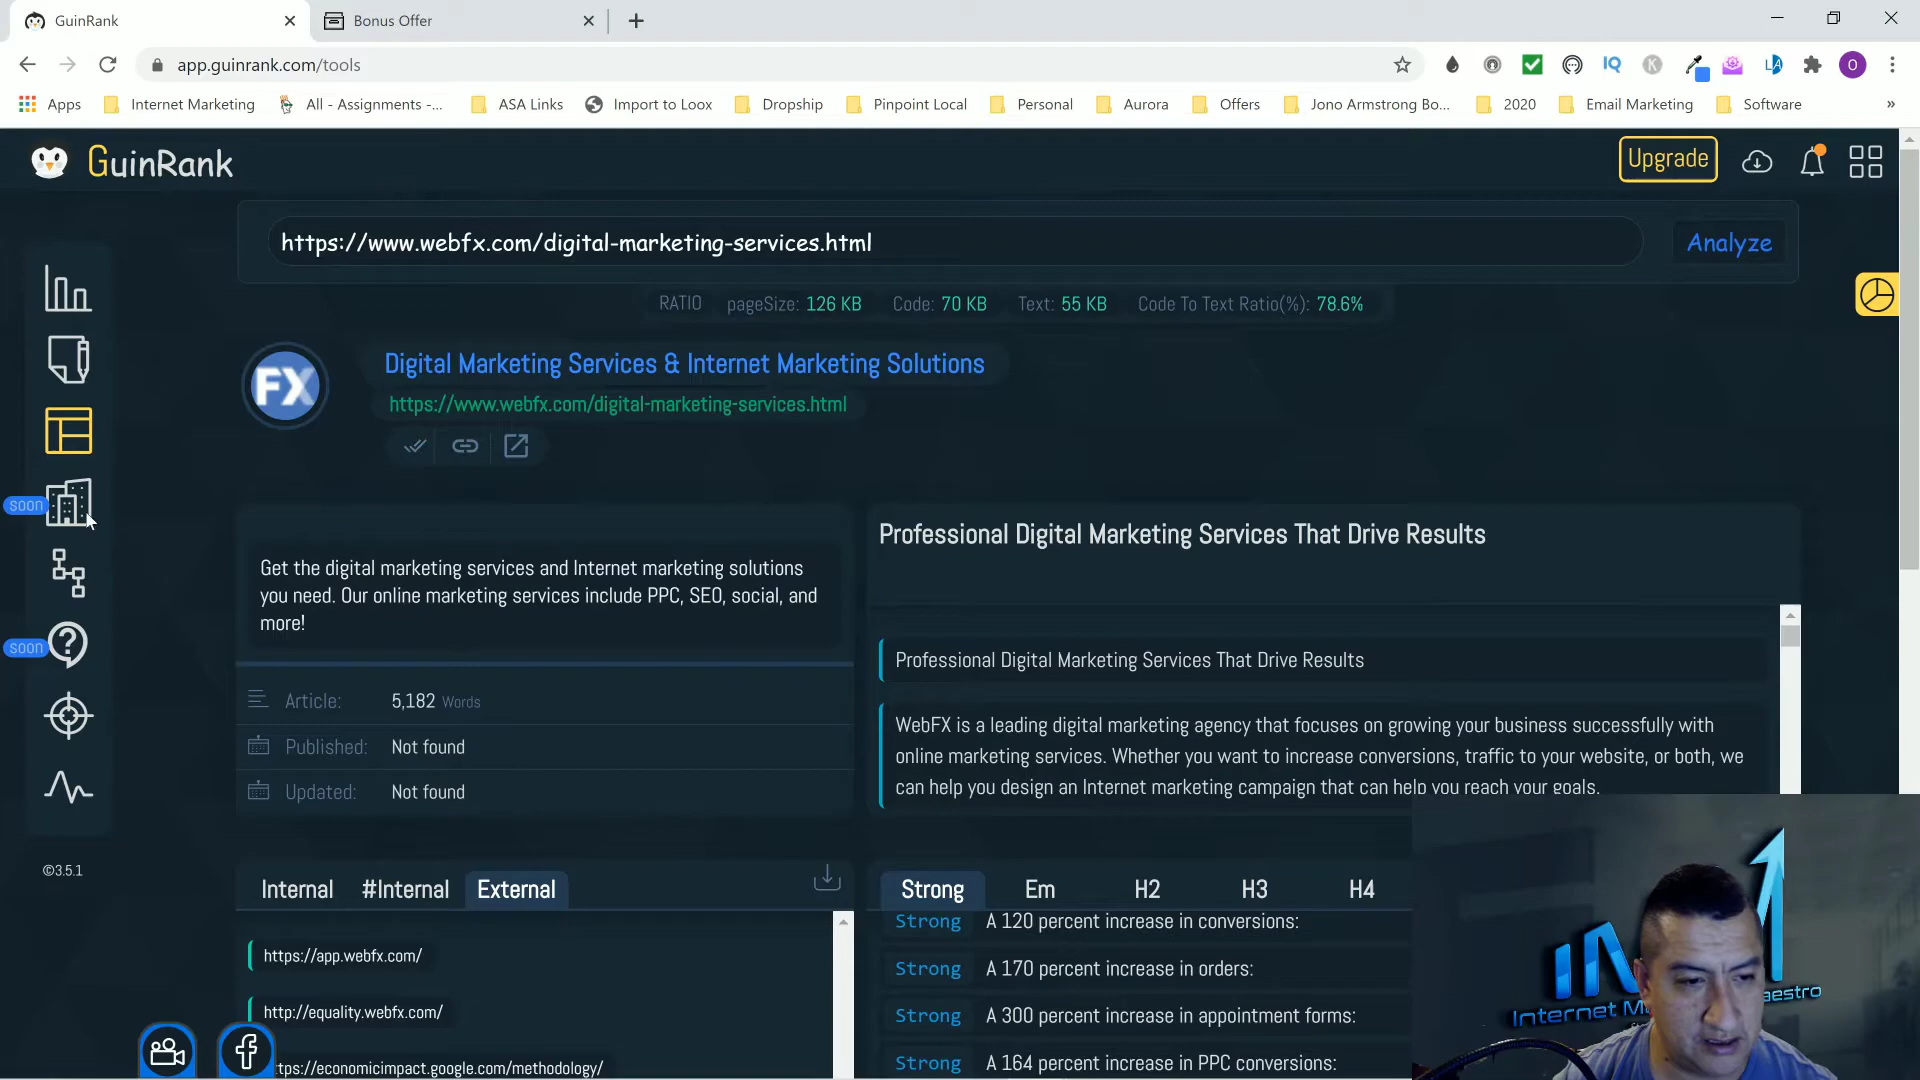 GuinRank
Bonus Offer
app.guinrank.com/tools
O
Apps
Internet Marketing
All - Assignments -...
ASA Links
Import to Loox
Dropship
Pinpoint Local
Personal
Aurora
Offers
Jono Armstrong Bo...
2020
Email Marketing
Software
»
GuinRank
Upgrade
https://www.webfx.com/digital-marketing-services.html
Analyze
RATIO pageSize: 126 KB Code: 70 KB Text: 55 KB Code To Text Ratio(%): 78.6%
FX
Digital Marketing Services & Internet Marketing Solutions
https://www.webfx.com/digital-marketing-services.html
soon
soon
©3.5.1
Get the digital marketing services and Internet marketing solutions
you need. Our online marketing services include PPC, SEO, social, and
more!
Article: 5,182 Words
Published: Not found
Updated: Not found
Professional Digital Marketing Services That Drive Results
Professional Digital Marketing Services That Drive Results
WebFX is a leading digital marketing agency that focuses on growing your business successfully with
online marketing services. Whether you want to increase conversions, traffic to your website, or both, we
can help you design an Internet marketing campaign that can help you reach your goals.
Internal #Internal External
https://app.webfx.com/
http://equality.webfx.com/
ttps://economicimpact.google.com/methodology/
Strong Em H2 H3 H4
Strong A 120 percent increase in conversions:
Strong A 170 percent increase in orders:
Strong A 300 percent increase in appointment forms:
Strong A 164 percent increase in PPC conversions:
Internet M
aestro